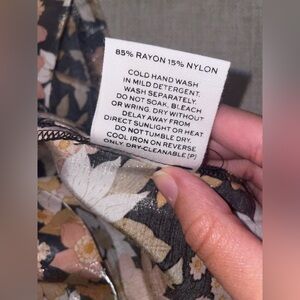 85% RAYON 15% NYLON
COLD HAND WASH
IN MILD DETERGENT.
WASH SEPARATELY.
DO NOT SOAK, BLEACH
OR WRING. DRY WITHOUT
DELAY AWAY FROM
DIRECT SUNLIGHT OR HEAT
DO NOT TUMBLE DRY.
COOL IRON ON REVERSE
ONLY. DRY-CLEANABLE (P)